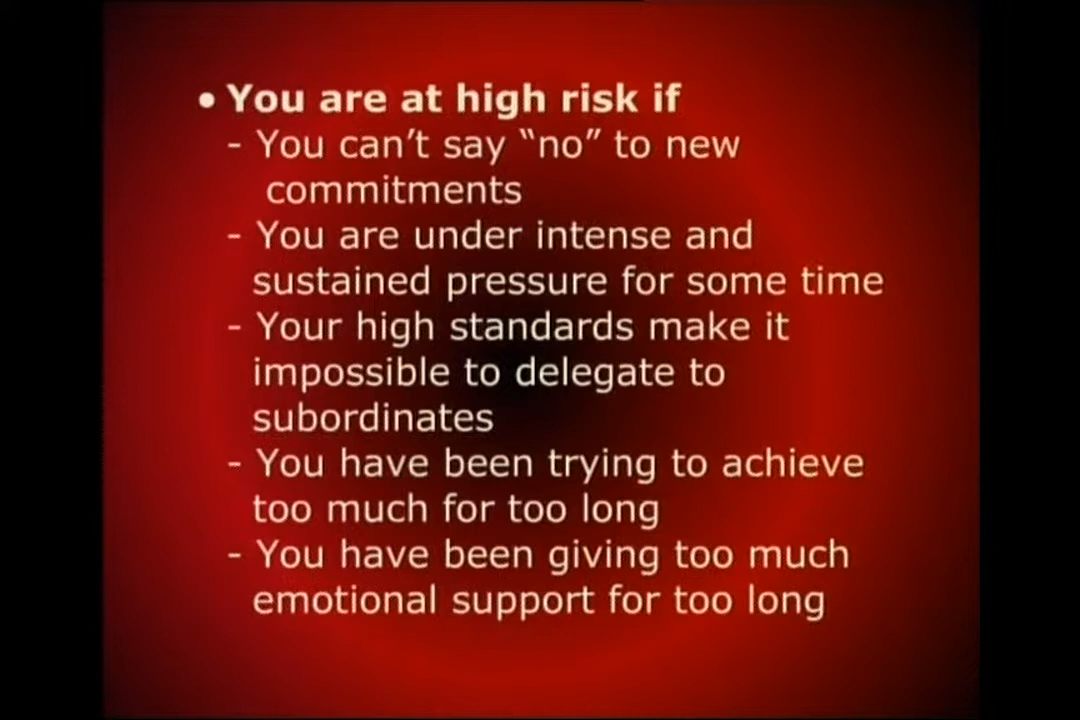 • You are at high risk if
- You can’t say “no” to new
commitments
- You are under intense and
sustained pressure for some time
- Your high standards make it
impossible to delegate to
subordinates
- You have been trying to achieve
too much for too long
- You have been giving too much
emotional support for too long